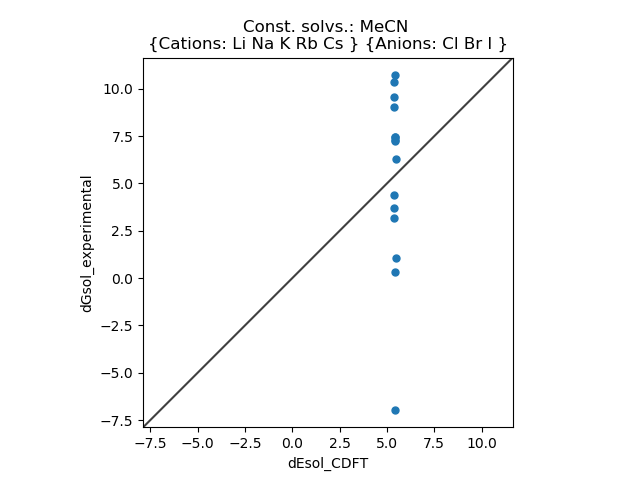 Const. solvs.: MeCN
{Cations: Li Na K Rb Cs } {Anions: Cl Br I }
10.0
7.5
5.0
2.5
0.0
−2.5
−5.0
−7.5
dGsol_experimental
−7.5 −5.0 −2.5 0.0 2.5 5.0 7.5 10.0
dEsol_CDFT